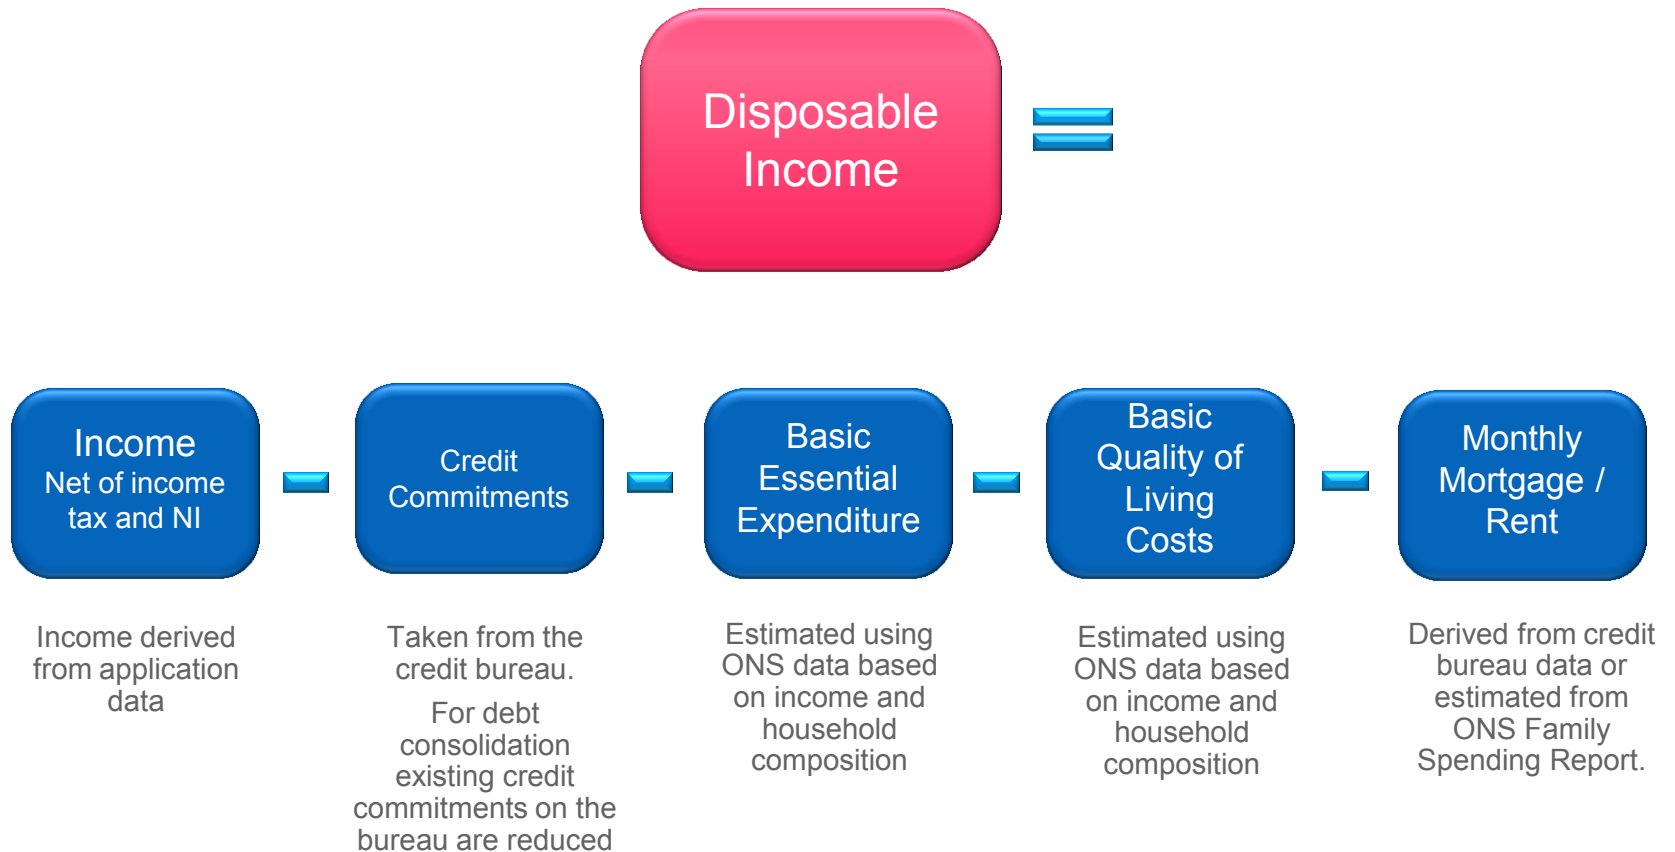 Disposable
Income
Income
Net of income
tax and NI
Credit
Commitments
Basic
Essential
Expenditure
Basic
Quality of
Living
Costs
Monthly
Mortgage /
Rent
Income derived
from application
data
Taken from the
credit bureau.
For debt
consolidation
existing credit
commitments on the
bureau are reduced
Estimated using
ONS data based
on income and
household
composition
Estimated using
ONS data based
on income and
household
composition
Derived from credit
bureau data or
estimated from
ONS Family
Spending Report.